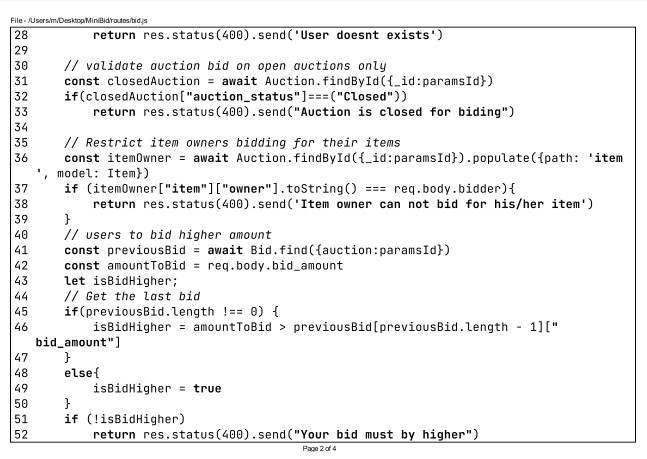 File - /Users/m/Desktop/MiniBid/routes/bid.js
28 return res.status(400).send('User doesnt exists')
29
30 // validate auction bid on open auctions only
31 const closedAuction = await Auction.findById({_id:paramsId})
32 if(closedAuction["auction_status"]===("Closed"))
33 return res.status(400).send("Auction is closed for biding")
34
35 // Restrict item owners bidding for their items
36 const itemOwner = await Auction.findById({_id:paramsId}).populate({path: 'item
', model: Item})
37 if (itemOwner["item"]["owner"].toString() === req.body.bidder){
38 return res.status(400).send('Item owner can not bid for his/her item')
39 }
40 // users to bid higher amount
41 const previousBid = await Bid.find({auction:paramsId})
42 const amountToBid = req.body.bid_amount
43 let isBidHigher;
44 // Get the last bid
45 if(previousBid.length !== 0) {
46 isBidHigher = amountToBid > previousBid[previousBid.length - 1]["
bid_amount"]
47 }
48 else{
49 isBidHigher = true
50 }
51 if (!isBidHigher)
52 return res.status(400).send("Your bid must by higher")
Page 2 of 4